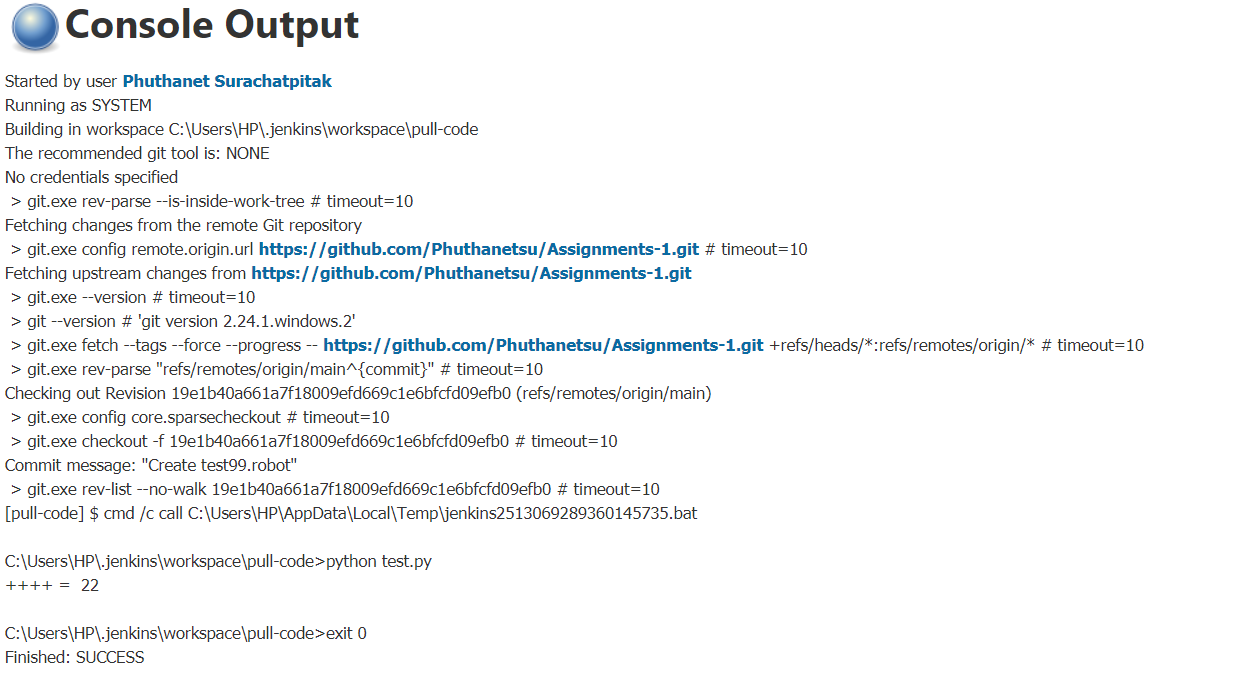 Console Output
Started by user Phuthanet Surachatpitak
Running as SYSTEM
Building in workspace C:\Users\HP\.jenkins\workspace\pull-code
The recommended git tool is: NONE
No credentials specified
 > git.exe rev-parse --is-inside-work-tree # timeout=10
Fetching changes from the remote Git repository
 > git.exe config remote.origin.url https://github.com/Phuthanetsu/Assignments-1.git # timeout=10
Fetching upstream changes from https://github.com/Phuthanetsu/Assignments-1.git
 > git.exe --version # timeout=10
 > git --version # 'git version 2.24.1.windows.2'
 > git.exe fetch --tags --force --progress -- https://github.com/Phuthanetsu/Assignments-1.git +refs/heads/*:refs/remotes/origin/* # timeout=10
 > git.exe rev-parse "refs/remotes/origin/main^{commit}" # timeout=10
Checking out Revision 19e1b40a661a7f18009efd669c1e6bfcfd09efb0 (refs/remotes/origin/main)
 > git.exe config core.sparsecheckout # timeout=10
 > git.exe checkout -f 19e1b40a661a7f18009efd669c1e6bfcfd09efb0 # timeout=10
Commit message: "Create test99.robot"
 > git.exe rev-list --no-walk 19e1b40a661a7f18009efd669c1e6bfcfd09efb0 # timeout=10
[pull-code] $ cmd /c call C:\Users\HP\AppData\Local\Temp\jenkins2513069289360145735.bat
C:\Users\HP\.jenkins\workspace\pull-code>python test.py
++++ =  22
C:\Users\HP\.jenkins\workspace\pull-code>exit 0
Finished: SUCCESS